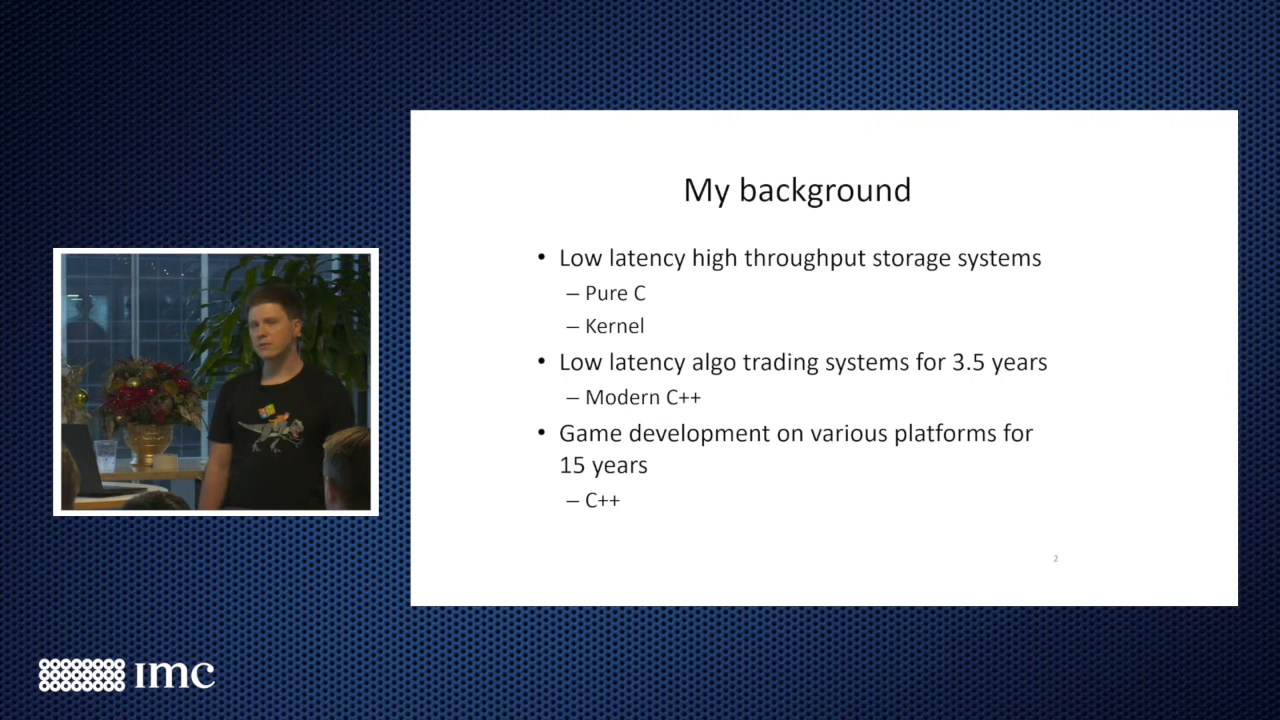 My background
• Low latency high throughput storage systems
– Pure C
– Kernel
• Low latency algo trading systems for 3.5 years
– Modern C++
• Game development on various platforms for
15 years
– C++
2
imc